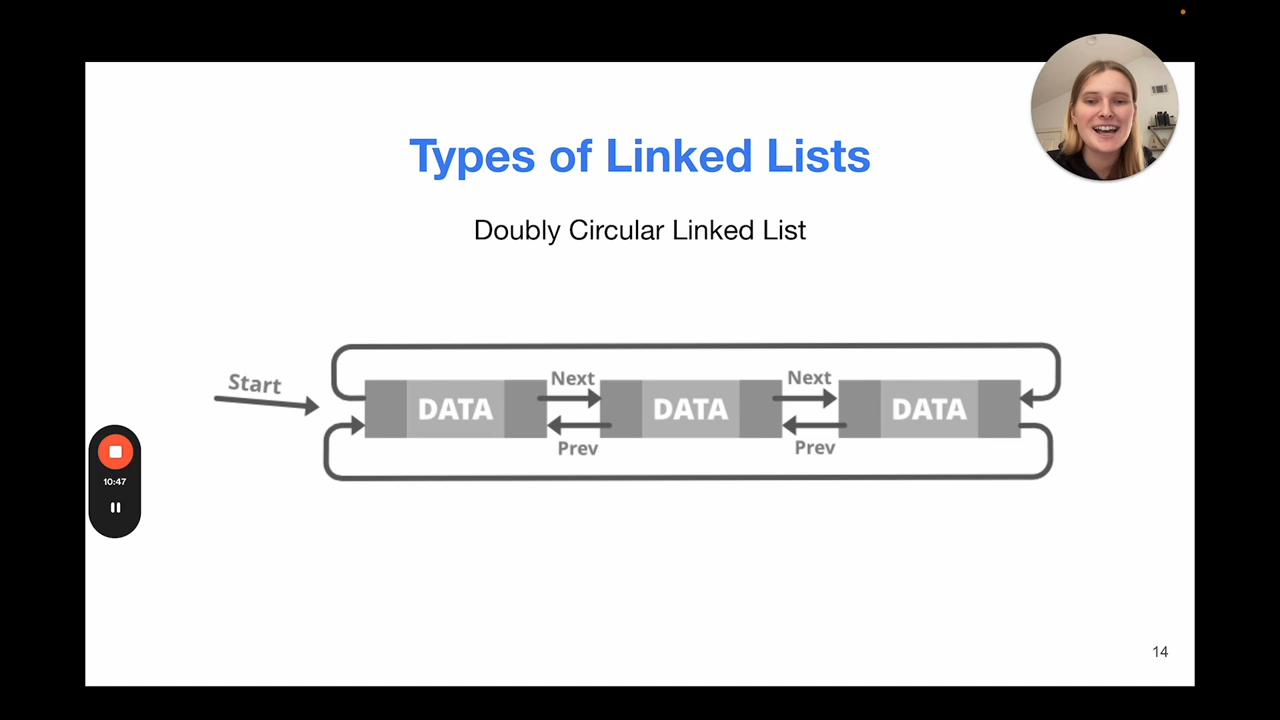 Types of Linked Lists
Doubly Circular Linked List
Start
Next
Next
DATA
DATA
DATA
Prev
Prev
10:47
14